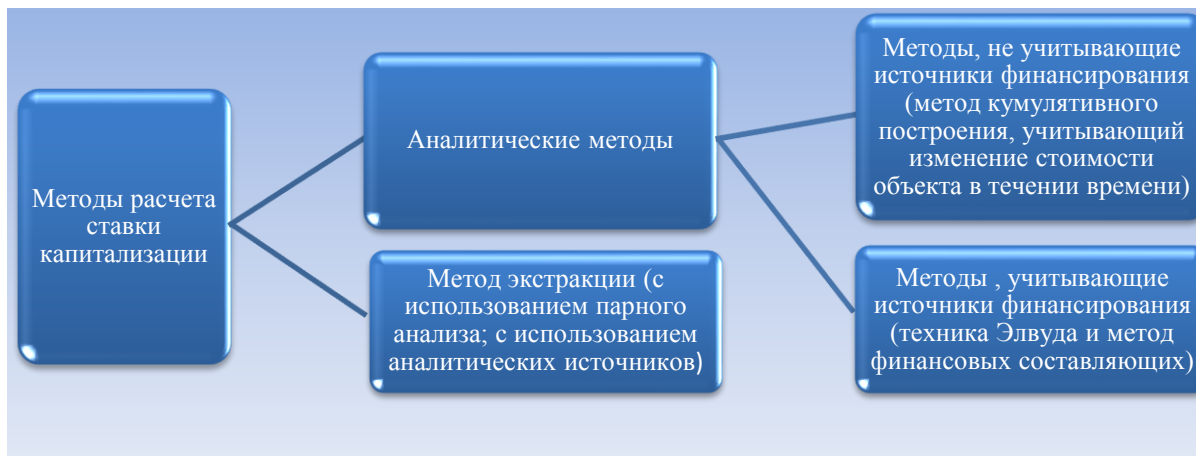 Методы расчета
ставки
капитализации
Аналитические методы
Метод экстракции (с
использованием парного
анализа; с использованием
аналитических источников)
Методы, не учитывающие
источники финансирования
(метод кумулятивного
построения, учитывающий
изменение стоимости
объекта в течении времени)
Методы , учитывающие
источники финансирования
(техника Элвуда и метод
финансовых составляющих)